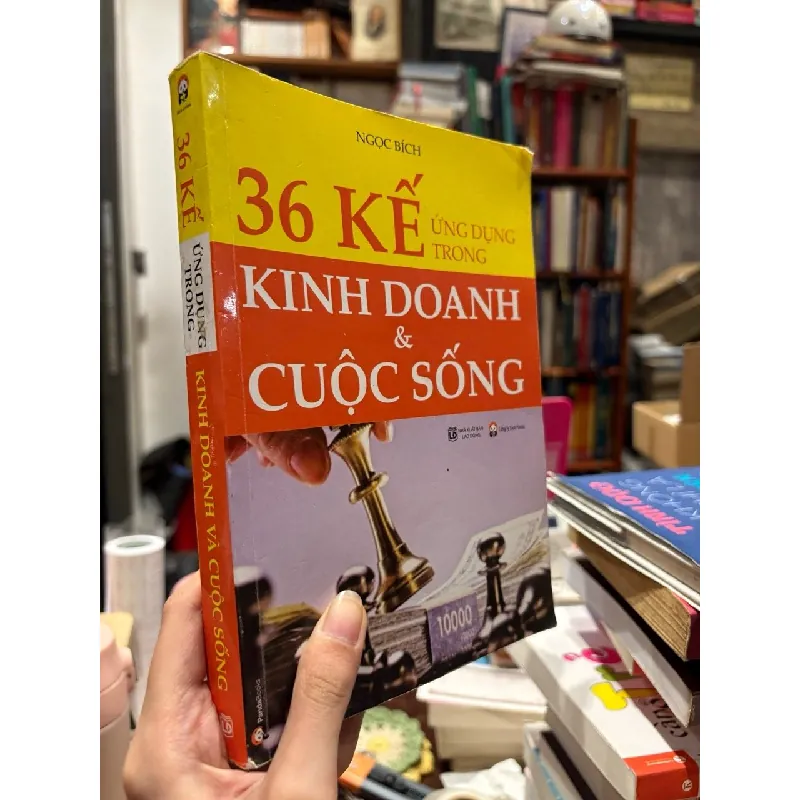 NGỌC BÍCH
36 KẾ
ỨNG DỤNG
TRONG
KINH DOANH
&
CUỘC SỐNG
10000
PandaBooks
36 KẾ
ỨNG DỤNG
TRONG
KINH DOANH VÀ CUỘC SỐNG